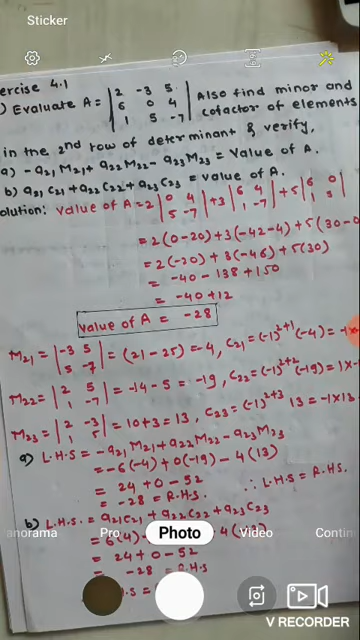 Sticker
ercise 4.1
) Evaluate A = | 2 -3 5 | Also find minor and
| 6 0 4 | cofactor of elements
| 1 5 -7 |
in the 2nd row of determinant & verify,
a) -a21 M21 + a22 M22 - a23 M23 = Value of A.
b) a21 C21 + a22 C22 + a23 C23 = value of A.
olution: value of A = 2 | 0 4 | +3 | 6 4 | +5 | 6 0 |
| 5 -7 | | 1 -7 | | 1 5 |
= 2(0-20) + 3(-42-4) + 5(30-0
= 2(-20) + 3(-46) + 5(30)
= -40 - 138 + 150
= -40 + 12
value of A = -28
M21 = | -3 5 | = (21-25) = -4, C21 = (-1)2+1 (-4) = -1x
| 5 -7 |
M22 = | 2 5 | = -14-5 = -19, C22 = (-1)2+2 (-19) = 1x-
| 1 -7 |
M23 = | 2 -3 | = 10+3 = 13, C23 = (-1)2+3 13 = -1x13
| 1 5 |
a) L.H.S = -a21 M21 + a22 M22 - a23 M23
= -6(-4) + 0(-19) - 4(13)
= 24 + 0 - 52
= -28 = R.H.S. ∴ L.H.S = R.H.S.
b) L.H.S. = a21 C21 + a22 C22 + a23 C23
= 6(4)
Pro Photo Video Contin
= 24 + 0 - 52
= -28 = R.H.S
.S =
V RECORDER